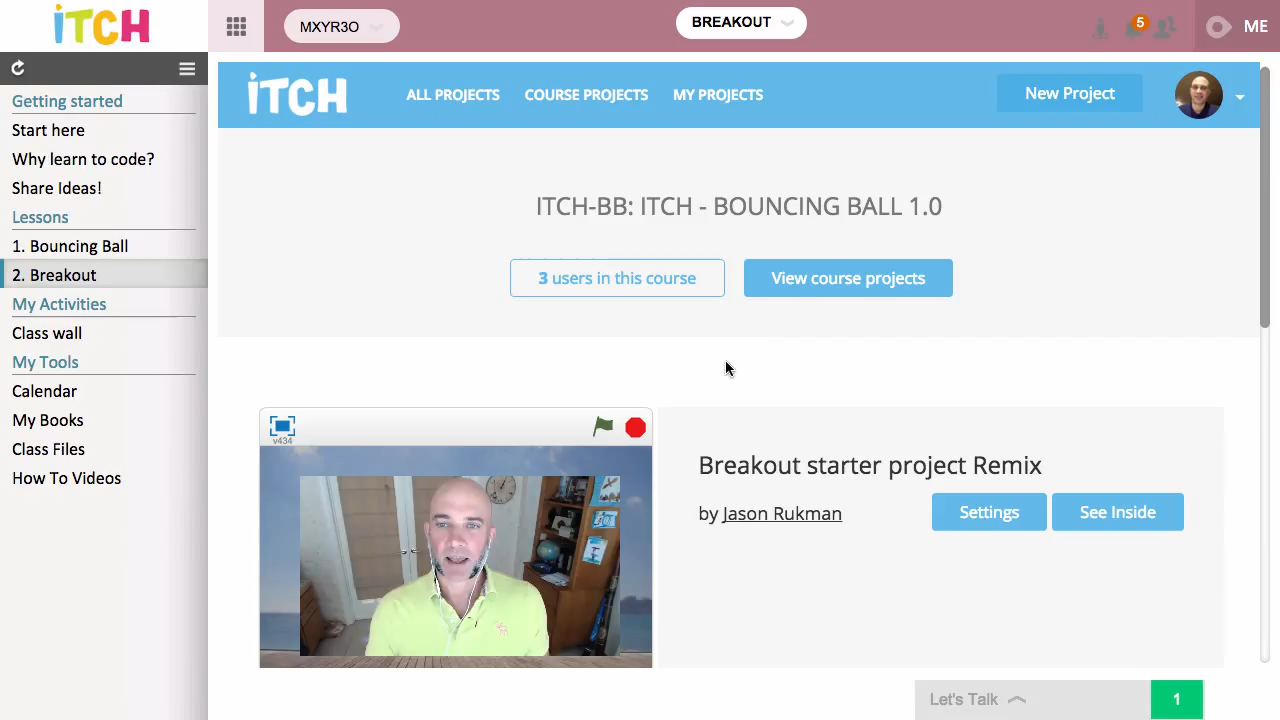 iTCH
MXYR3O
BREAKOUT
5
ME
Getting started
Start here
Why learn to code?
Share Ideas!
Lessons
1. Bouncing Ball
2. Breakout
My Activities
Class wall
My Tools
Calendar
My Books
Class Files
How To Videos
iTCH
ALL PROJECTS
COURSE PROJECTS
MY PROJECTS
New Project
ITCH-BB: ITCH - BOUNCING BALL 1.0
3 users in this course
View course projects
v434
Breakout starter project Remix
by Jason Rukman
Settings
See Inside
Let's Talk
1